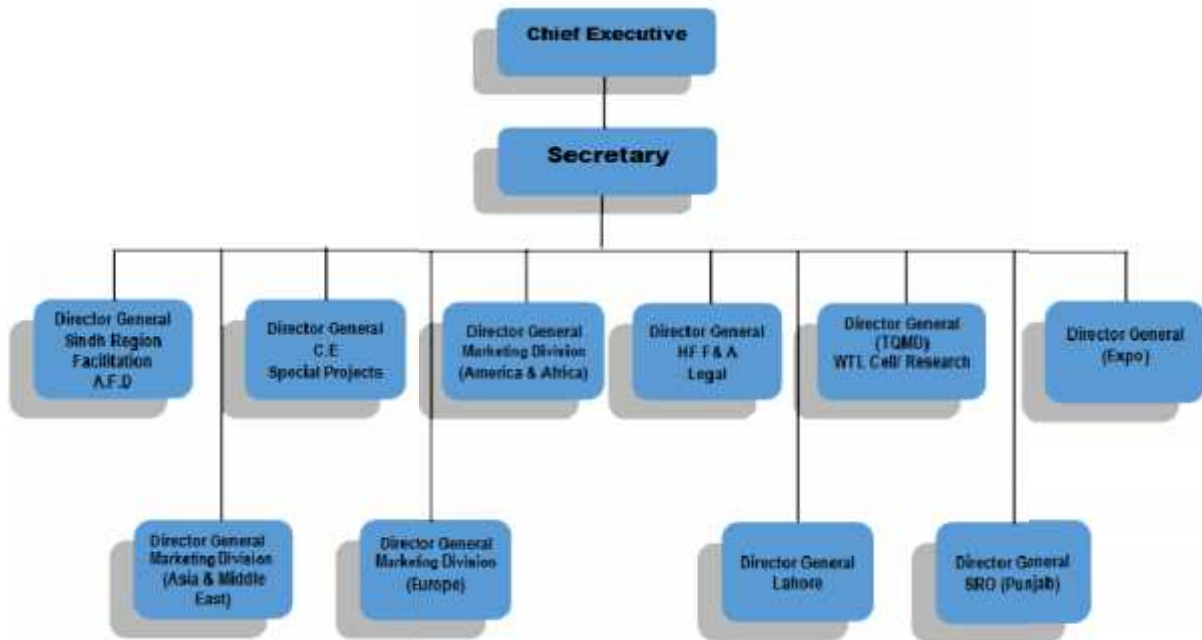 Chief Executive
Secretary
Director General
Sindh Region
Facilitation
A.F.D
Director General
C.E
Special Projects
Director General
Marketing Division
(America & Africa)
Director General
F & A
Legal
Director General
(TQMD)
WTL Cell/ Research
Director General
(Expo)
Director General
Marketing Division
(Asia & Middle
East)
Director General
Marketing Division
(Europe)
Director General
Lahore
Director General
SRO (Punjab)